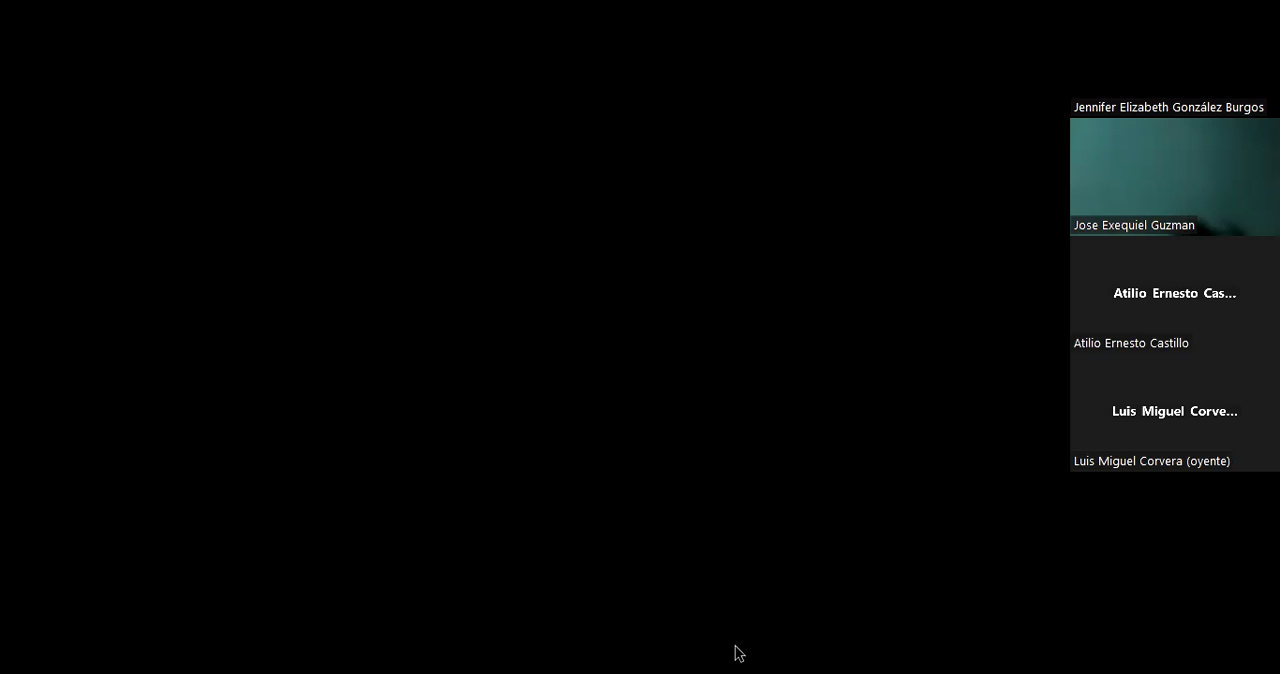 Jennifer Elizabeth González Burgos
Jose Exequiel Guzman
Atilio Ernesto Cas...
Atilio Ernesto Castillo
Luis Miguel Corve...
Luis Miguel Corvera (oyente)